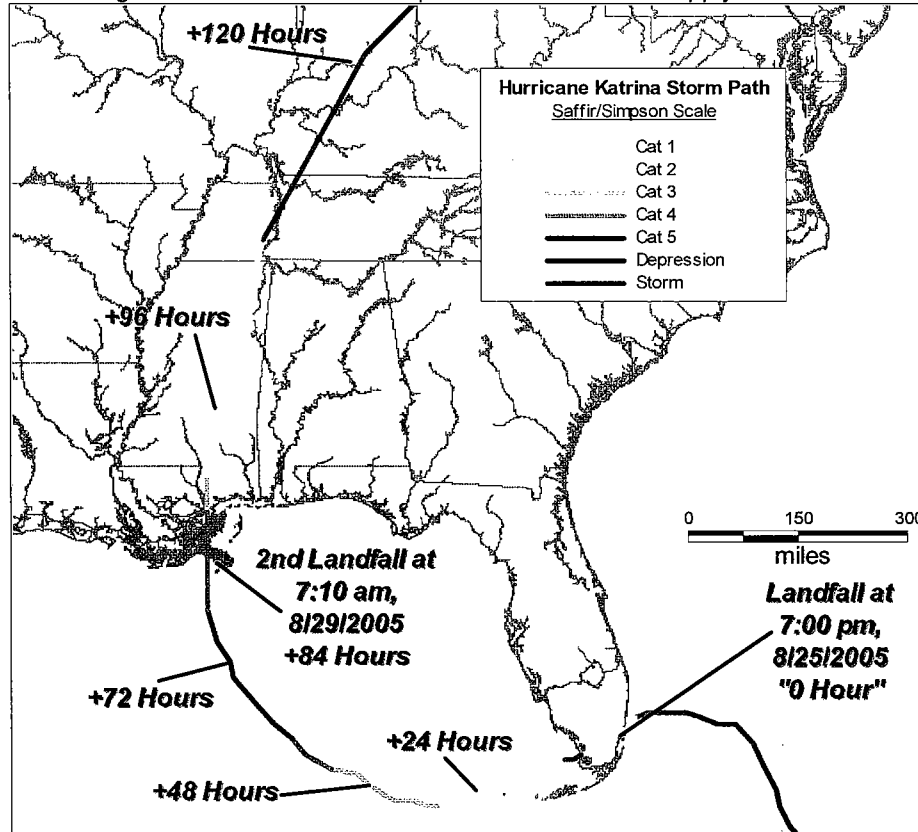 +120 Hours
Hurricane Katrina Storm Path
Saffir/Simpson Scale
Cat 1
Cat 2
Cat 3
Cat 4
Cat 5
Depression
Storm
+96 Hours
0 150 300
miles
2nd Landfall at
7:10 am,
8/29/2005
+84 Hours
Landfall at
7:00 pm,
8/25/2005
"0 Hour"
+72 Hours
+24 Hours
+48 Hours